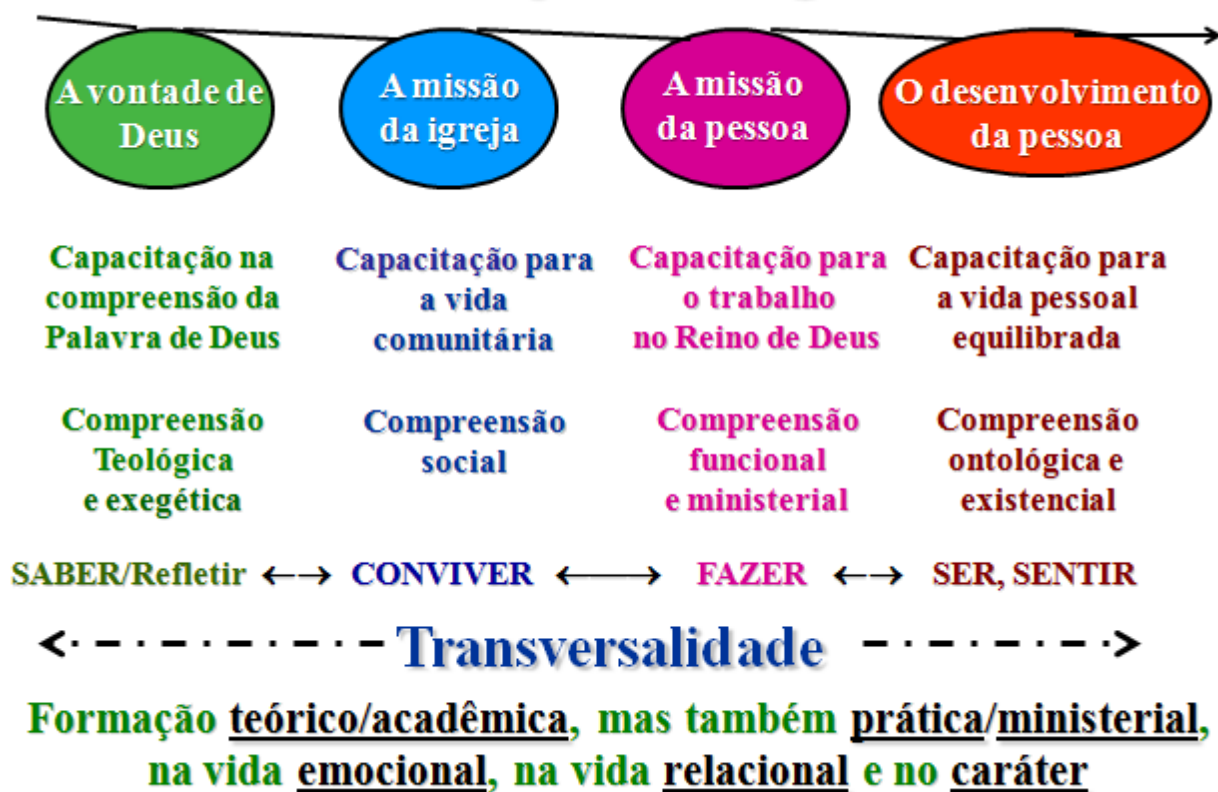 A vontade de
Deus
A missão
da igreja
A missão
da pessoa
O desenvolvimento
da pessoa
Capacitação na
compreensão da
Palavra de Deus
Capacitação para
a vida
comunitária
Capacitação para
o trabalho
no Reino de Deus
Capacitação para
a vida pessoal
equilibrada
Compreensão
Teológica
e exegética
Compreensão
social
Compreensão
funcional
e ministerial
Compreensão
ontológica e
existencial
SABER/Refletir ←→ CONVIVER ←→ FAZER ←→ SER, SENTIR
Transversalidade
Formação teórico/acadêmica, mas também prática/ministerial,
na vida emocional, na vida relacional e no caráter